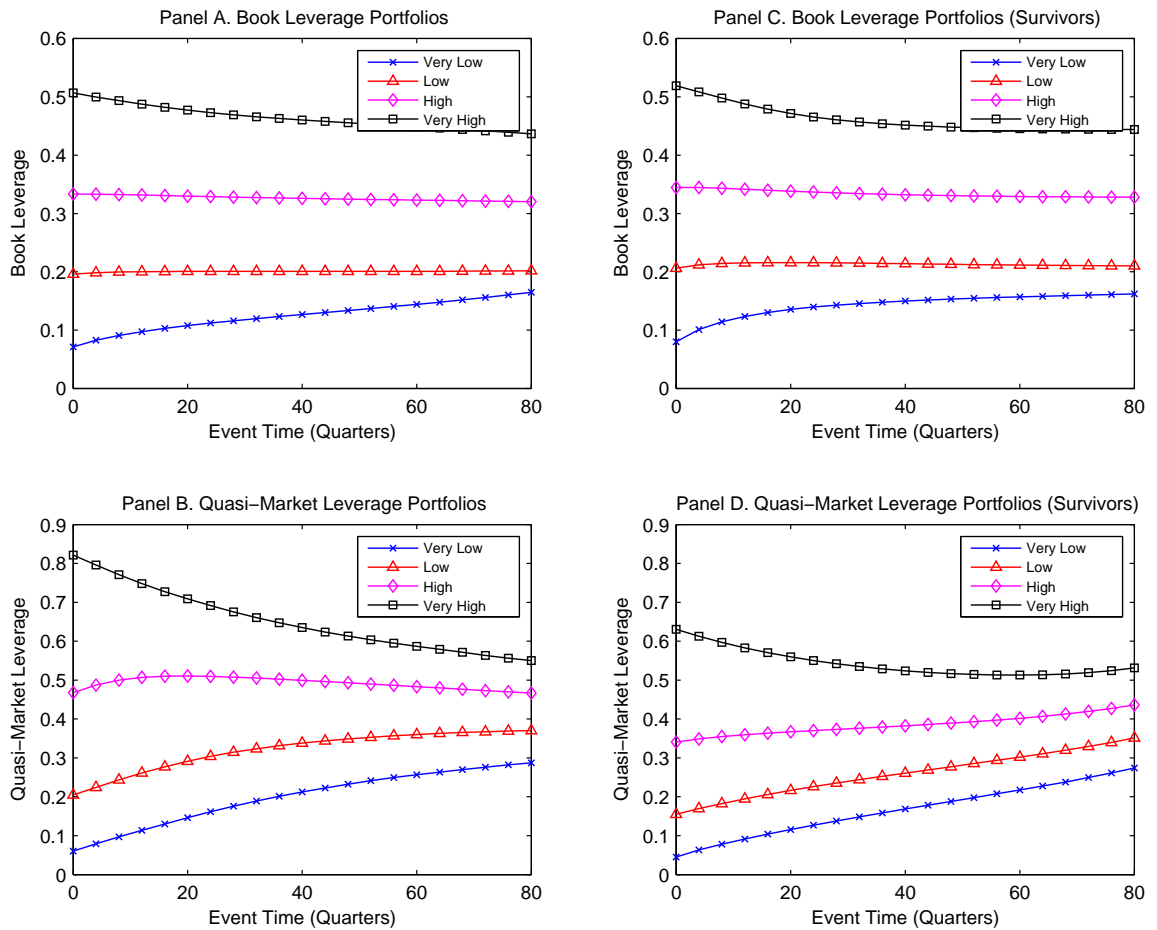 Panel A. Book Leverage Portfolios
0.6
0.5
0.4
0.3
0.2
0.1
0
Book Leverage
0 20 40 60 80
Event Time (Quarters)
Very Low
Low
High
Very High
Panel C. Book Leverage Portfolios (Survivors)
0.6
0.5
0.4
0.3
0.2
0.1
0
Book Leverage
0 20 40 60 80
Event Time (Quarters)
Very Low
Low
High
Very High
Panel B. Quasi−Market Leverage Portfolios
0.9
0.8
0.7
0.6
0.5
0.4
0.3
0.2
0.1
0
Quasi−Market Leverage
0 20 40 60 80
Event Time (Quarters)
Very Low
Low
High
Very High
Panel D. Quasi−Market Leverage Portfolios (Survivors)
0.9
0.8
0.7
0.6
0.5
0.4
0.3
0.2
0.1
0
Quasi−Market Leverage
0 20 40 60 80
Event Time (Quarters)
Very Low
Low
High
Very High